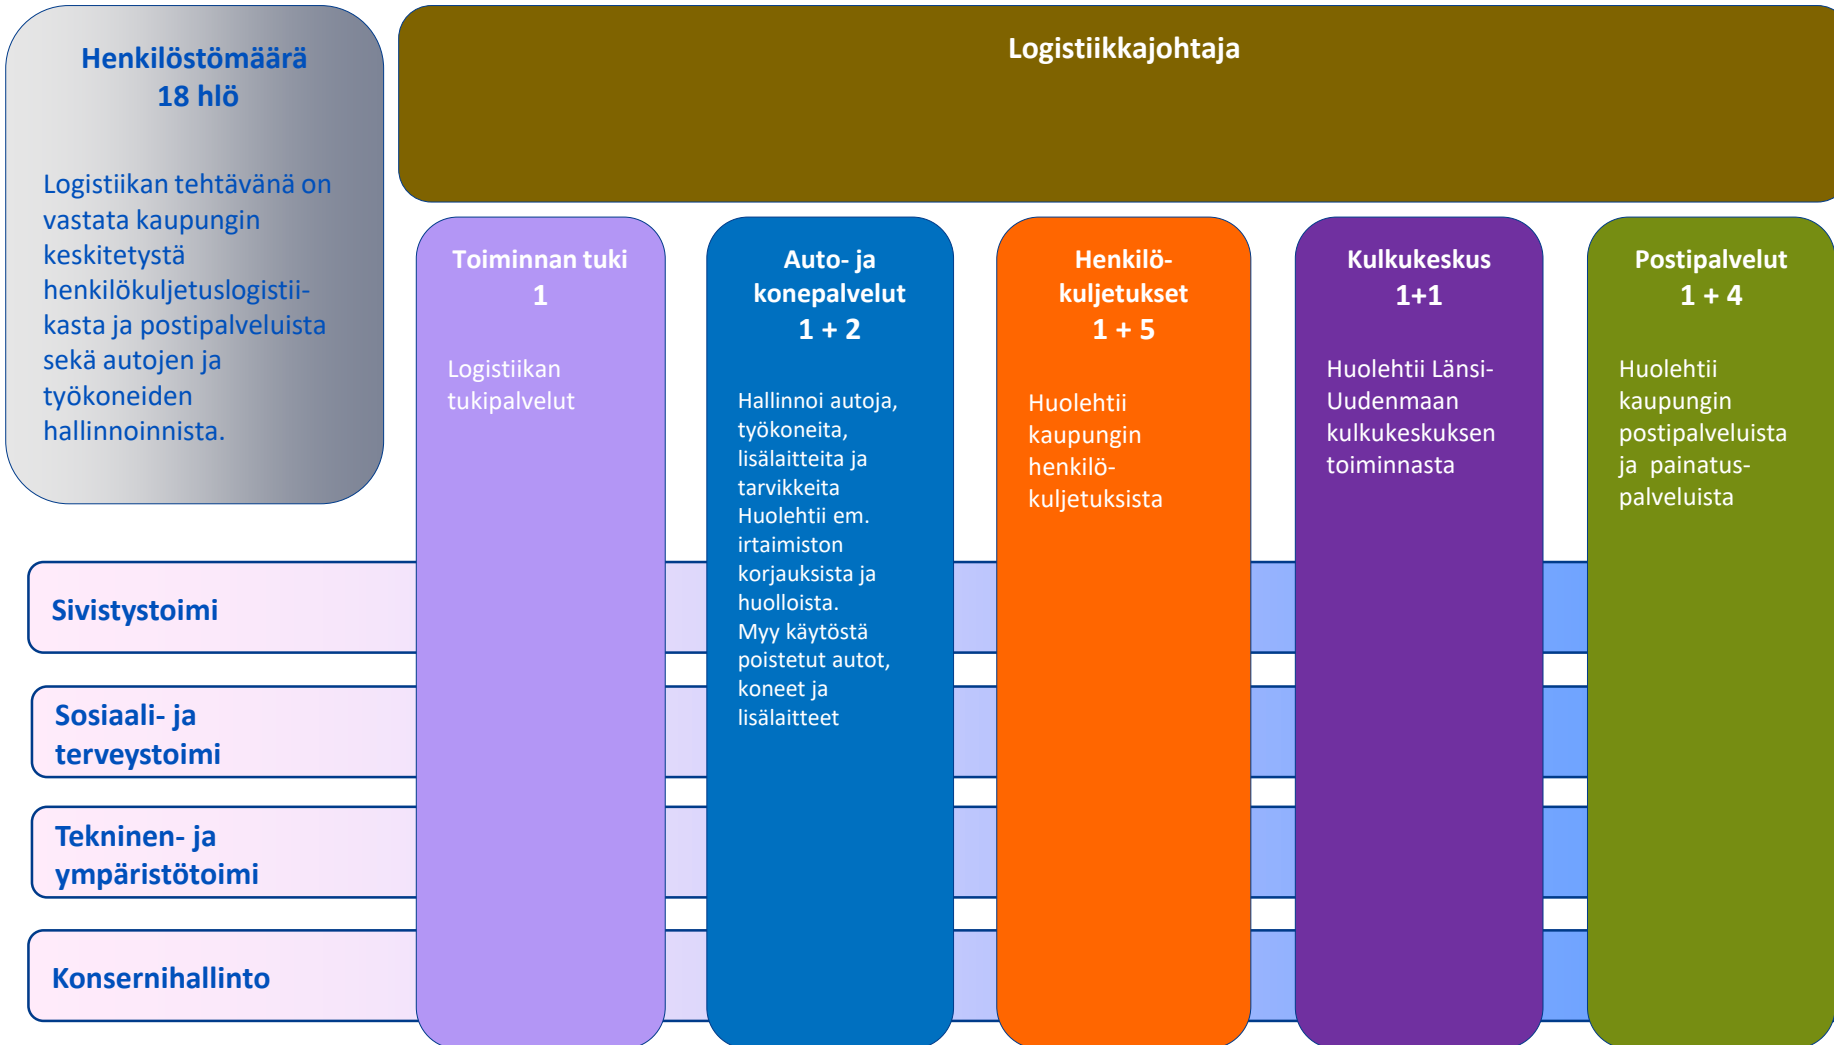 Henkilöstömäärä
18 hlö
Logistiikan tehtävänä on
vastata kaupungin
keskitetystä
henkilökuljetuslogistii-
kasta ja postipalveluista
sekä autojen ja
työkoneiden
hallinnoinnista.
Logistiikkajohtaja
Toiminnan tuki
1
Logistiikan
tukipalvelut
Auto- ja
konepalvelut
1 + 2
Hallinnoi autoja,
työkoneita,
lisälaitteita ja
tarvikkeita
Huolehtii em.
irtaimiston
korjauksista ja
huolloista.
Myy käytöstä
poistetut autot,
koneet ja
lisälaitteet
Henkilö-
kuljetukset
1 + 5
Huolehtii
kaupungin
henkilö-
kuljetuksista
Kulkukeskus
1+1
Huolehtii Länsi-
Uudenmaan
kulkukeskuksen
toiminnasta
Postipalvelut
1 + 4
Huolehtii
kaupungin
postipalveluista
ja painatus-
palveluista
Sivistystoimi
Sosiaali- ja
terveystoimi
Tekninen- ja
ympäristötoimi
Konsernihallinto